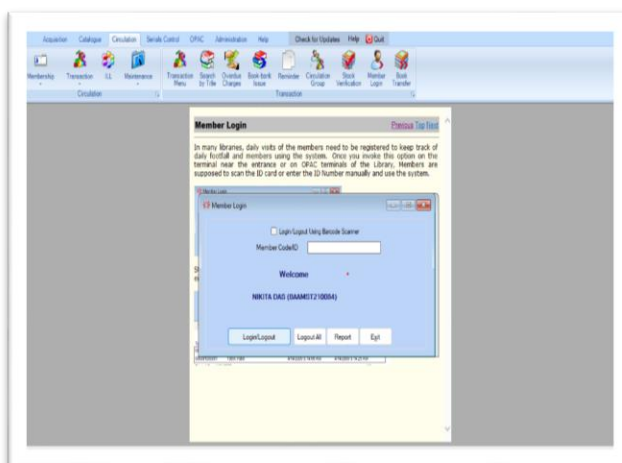 Acquisition Catalogue Circulation Serials Control OPAC Administration Help Check for Updates Help Quit
Membership Transaction ILL Maintenance Transaction Menu Search by Title Overdue Charges Book-bank Issue Reminder Circulation Group Stock Verification Member Login Book Transfer
Circulation Transaction
Member Login Previous Top Next
In many libraries, daily visits of the members need to be registered to keep track of
daily footfall and members using the system. Once you invoke this option on the
terminal near the entrance or on OPAC terminals of the Library, Members are
supposed to scan the ID card or enter the ID Number manually and use the system.
Member Login
Login/Logout Using Barcode Scanner
Member Code/ID
Welcome
Login/Logout Logout All Report Exit